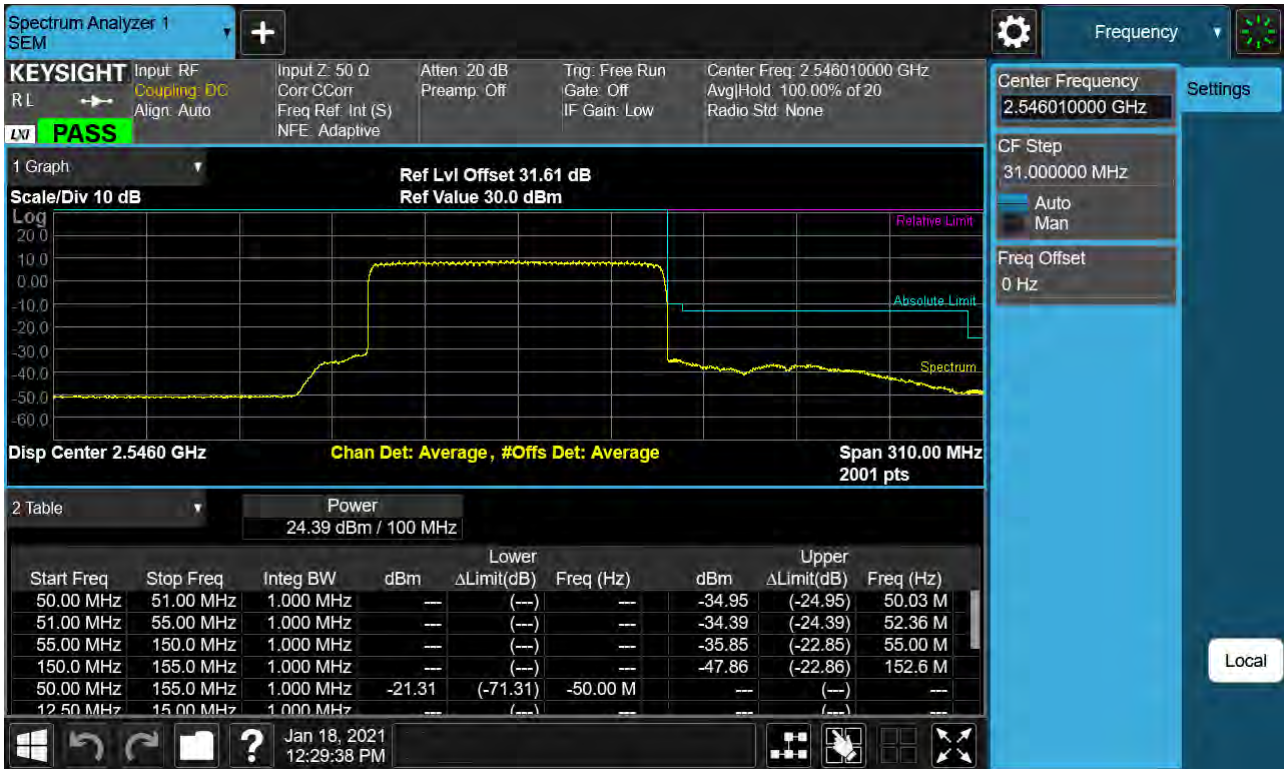 Spectrum Analyzer 1
SEM
+
Frequency
KEYSIGHT
RL
LXI
PASS
Input: RF
Coupling: DC
Align: Auto
Input Z: 50 Ω
Corr CCorr
Freq Ref: Int (S)
NFE: Adaptive
Atten: 20 dB
Preamp: Off
Trig: Free Run
Gate: Off
IF Gain: Low
Center Freq: 2.546010000 GHz
Avg|Hold: 100.00% of 20
Radio Std: None
Center Frequency
2.546010000 GHz
Settings
CF Step
31.000000 MHz
Auto
Man
Freq Offset
0 Hz
Local
1 Graph
Scale/Div 10 dB
Ref Lvl Offset 31.61 dB
Ref Value 30.0 dBm
Log
20.0
10.0
0.00
-10.0
-20.0
-30.0
-40.0
-50.0
-60.0
Relative Limit
Absolute Limit
Spectrum
Disp Center 2.5460 GHz
Chan Det: Average, #Offs Det: Average
Span 310.00 MHz
2001 pts
2 Table
Power
24.39 dBm / 100 MHz
Lower Upper
Start Freq Stop Freq Integ BW dBm ΔLimit(dB) Freq (Hz) dBm ΔLimit(dB) Freq (Hz)
50.00 MHz 51.00 MHz 1.000 MHz --- (---) --- -34.95 (-24.95) 50.03 M
51.00 MHz 55.00 MHz 1.000 MHz --- (---) --- -34.39 (-24.39) 52.36 M
55.00 MHz 150.0 MHz 1.000 MHz --- (---) --- -35.85 (-22.85) 55.00 M
150.0 MHz 155.0 MHz 1.000 MHz --- (---) --- -47.86 (-22.86) 152.6 M
50.00 MHz 155.0 MHz 1.000 MHz -21.31 (-71.31) -50.00 M --- (---) ---
12.50 MHz 15.00 MHz 1.000 MHz --- (---) --- --- (---) ---
?
Jan 18, 2021
12:29:38 PM